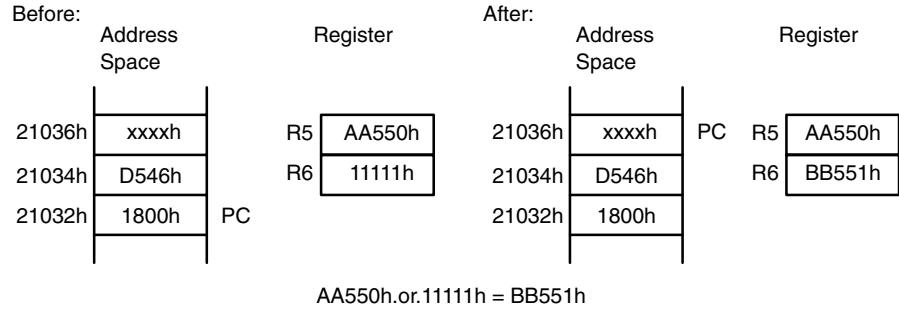 Before: After:
Address Register Address Register
Space Space
21036h xxxxh R5 AA550h 21036h xxxxh PC R5 AA550h
21034h D546h R6 11111h 21034h D546h R6 BB551h
21032h 1800h PC 21032h 1800h
AA550h.or.11111h = BB551h